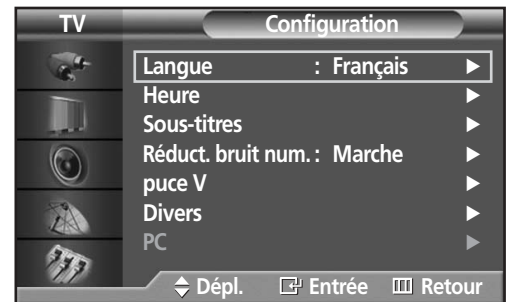 TV Configuration
Langue : Français
Heure
Sous-titres
Réduct. bruit num. : Marche
puce V
Divers
PC
Dépl. Entrée Retour